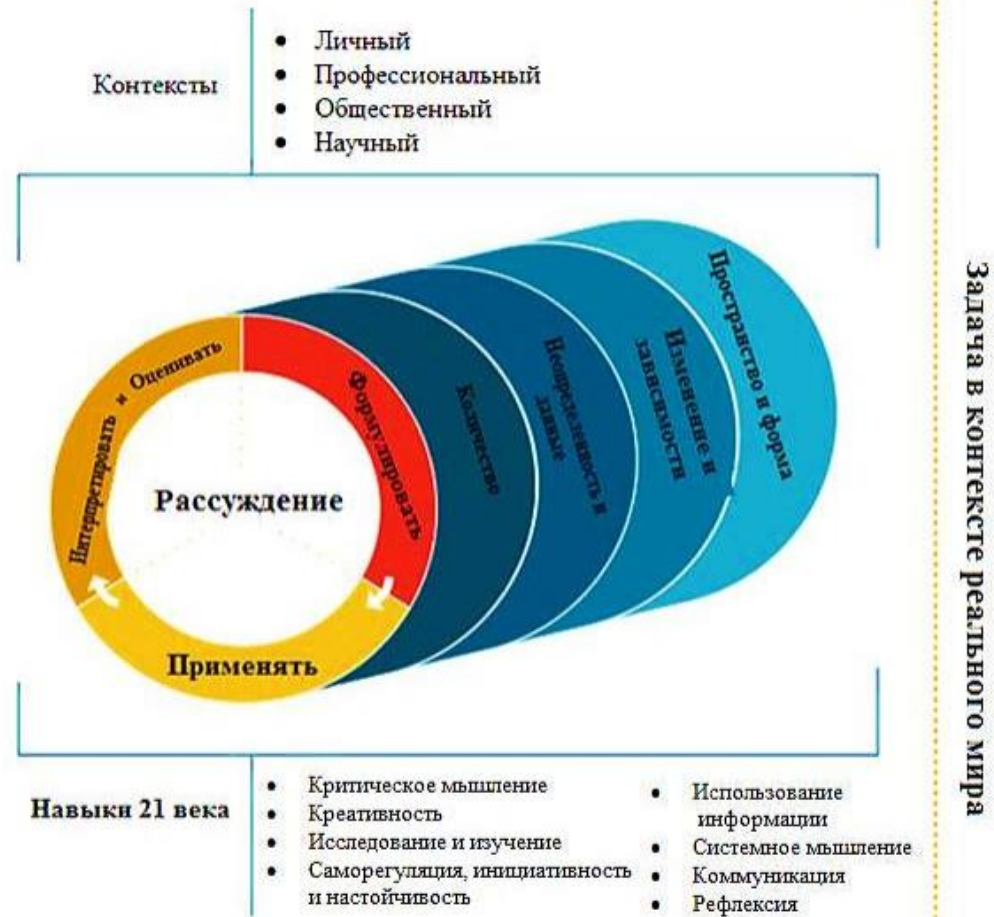 Контексты
• Личный
• Профессиональный
• Общественный
• Научный
Интерпретировать и Оценивать
Формулировать
Применять
Рассуждение
Количество
Неопределенность и
данные
Изменение и
зависимости
Пространство и форма
Навыки 21 века
• Критическое мышление
• Креативность
• Исследование и изучение
• Саморегуляция, инициативность
и настойчивость
• Использование
информации
• Системное мышление
• Коммуникация
• Рефлексия
Задача в контексте реального мира